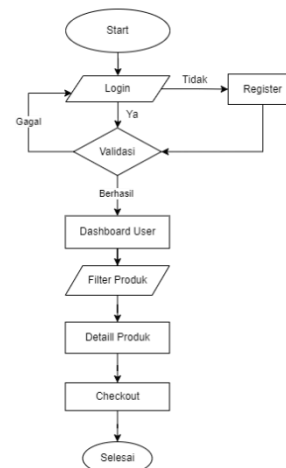 Start
Login
Tidak
Register
Gagal
Ya
Validasi
Berhasil
Dashboard User
Filter Produk
Detaill Produk
Checkout
Selesai